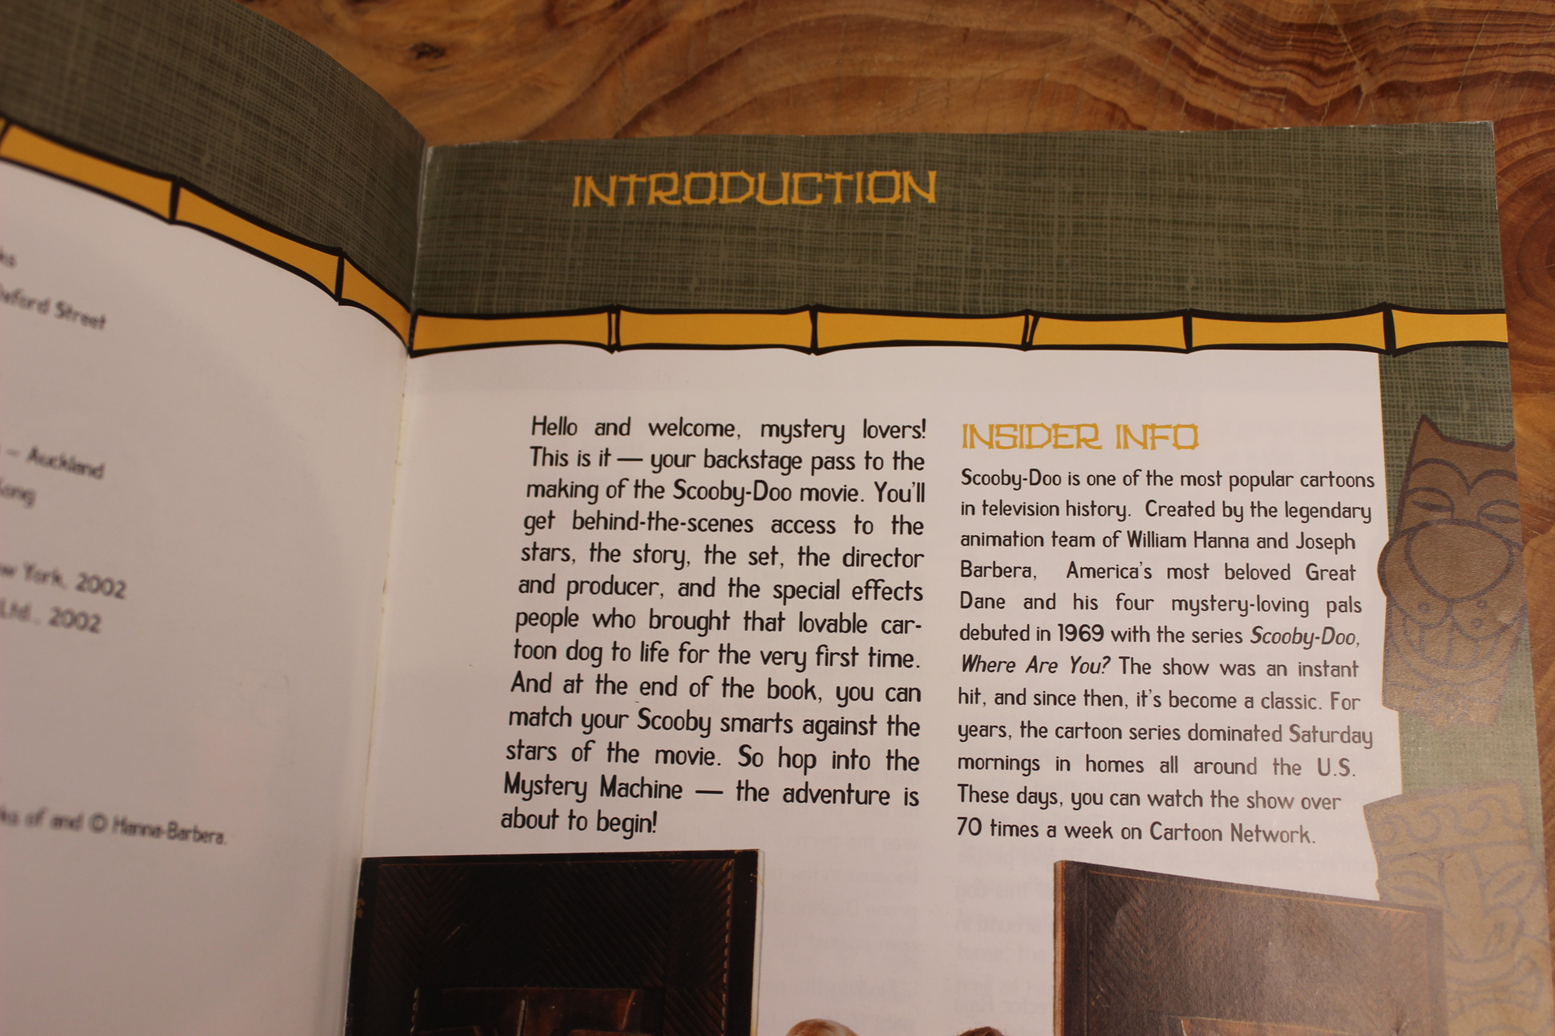 Oxford Street
— Auckland
New York, 2002
Ltd., 2002
of and © Hanna-Barbera.
INTRODUCTION
Hello and welcome, mystery lovers!
This is it — your backstage pass to the
making of the Scooby-Doo movie. You'll
get behind-the-scenes access to the
stars, the story, the set, the director
and producer, and the special effects
people who brought that lovable car-
toon dog to life for the very first time.
And at the end of the book, you can
match your Scooby smarts against the
stars of the movie. So hop into the
Mystery Machine — the adventure is
about to begin!
INSIDER INFO
Scooby-Doo is one of the most popular cartoons
in television history. Created by the legendary
animation team of William Hanna and Joseph
Barbera, America's most beloved Great
Dane and his four mystery-loving pals
debuted in 1969 with the series Scooby-Doo,
Where Are You? The show was an instant
hit, and since then, it's become a classic. For
years, the cartoon series dominated Saturday
mornings in homes all around the U.S.
These days, you can watch the show over
70 times a week on Cartoon Network.